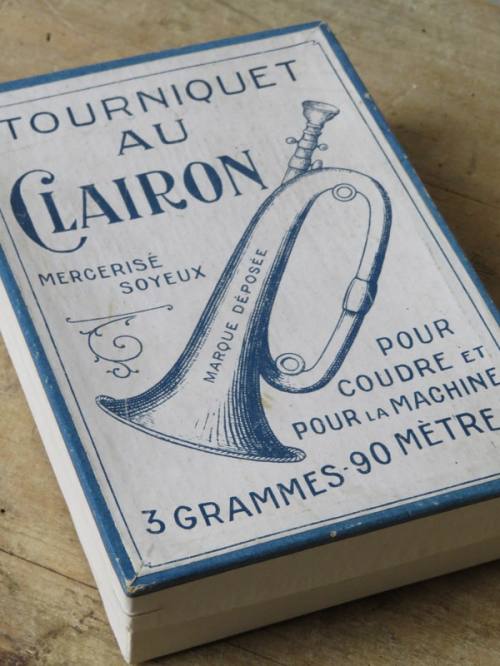 TOURNIQUET
AU
CLAIRON
MERCERISÉ
SOYEUX
MARQUE DÉPOSÉE
POUR
COUDRE ET
POUR LA MACHINE
3 GRAMMES-90 MÈTRE